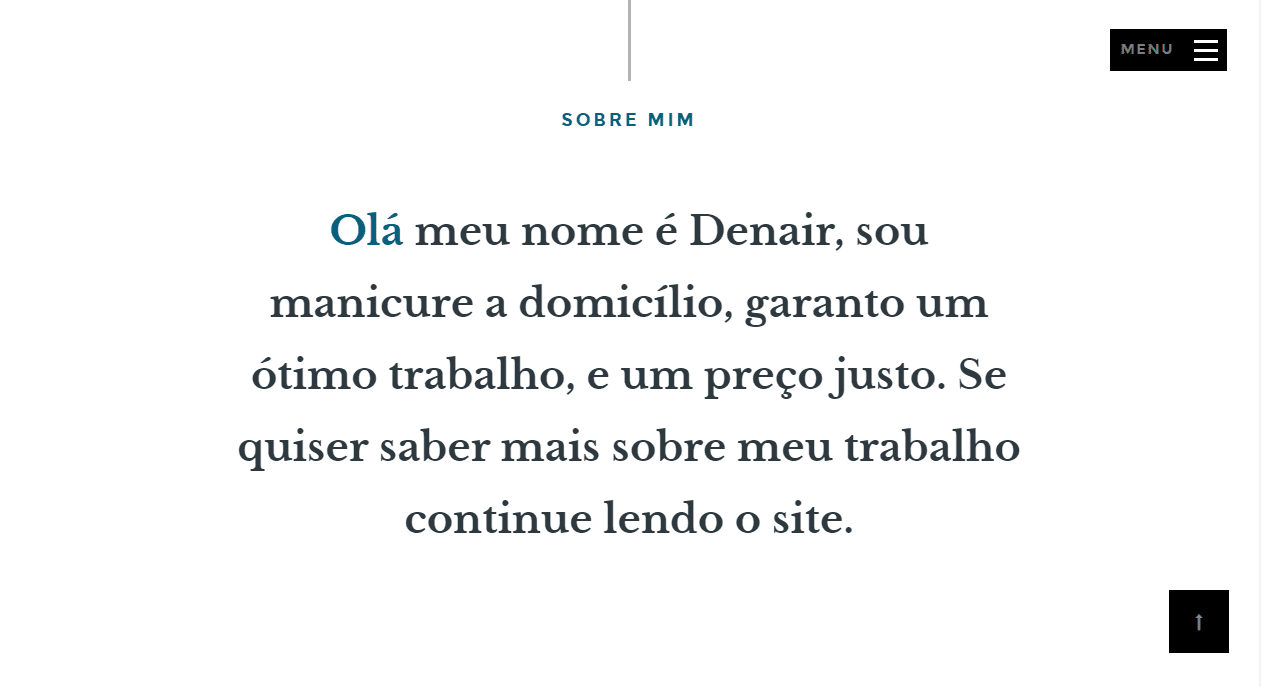 MENU
SOBRE MIM
Olá meu nome é Denair, sou
manicure a domicílio, garanto um
ótimo trabalho, e um preço justo. Se
quiser saber mais sobre meu trabalho
continue lendo o site.